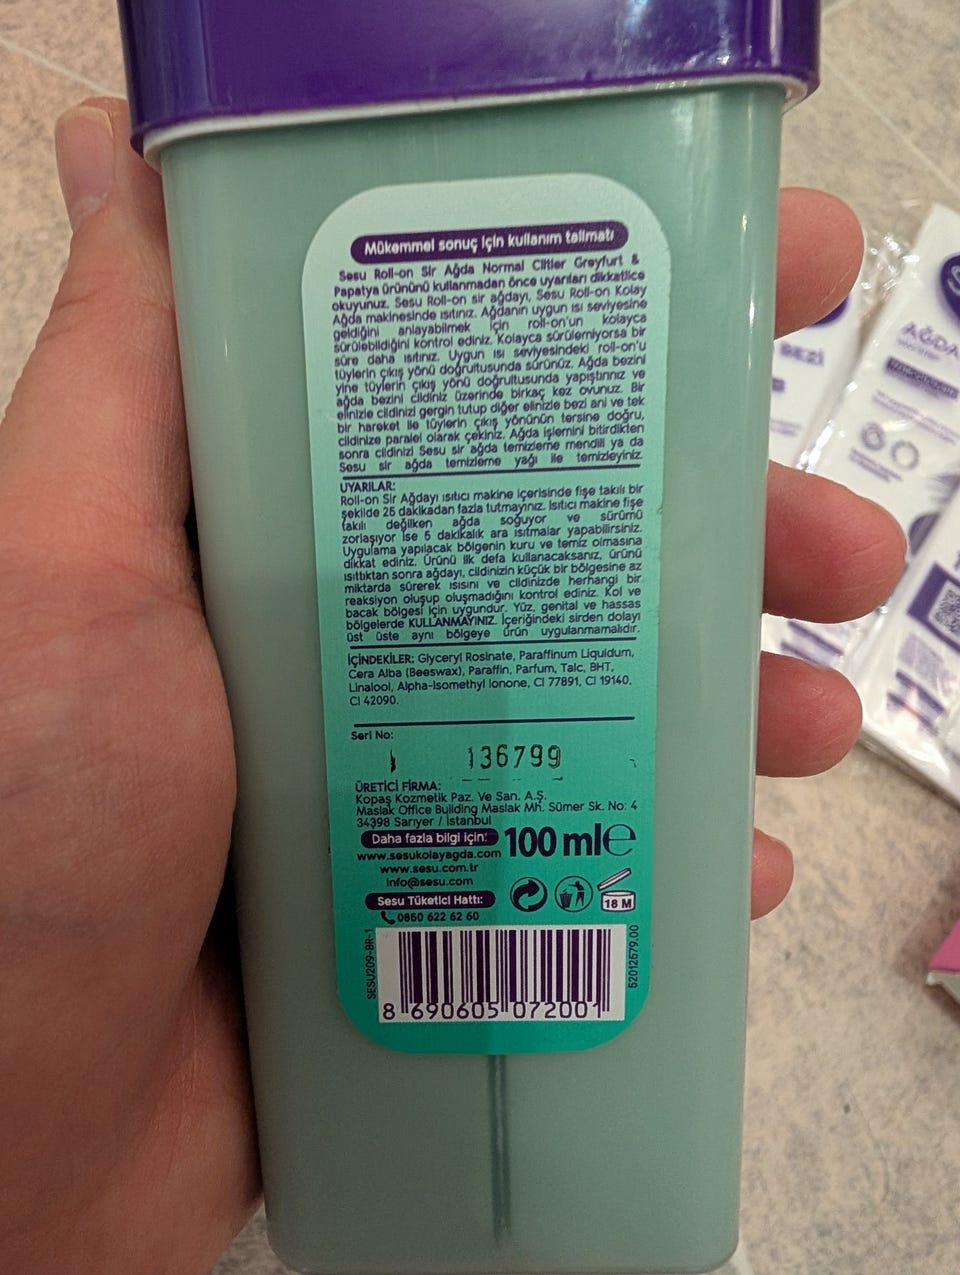 Mükemmel sonuç için kullanım talimatı
Sesu Roll-on Sir Ağda Normal Ciltler Greyfurt &
Papatya ürününü kullanmadan önce uyarıları dikkatlice
okuyunuz. Sesu Roll-on sir ağdayı, Sesu Roll-on Kolay
Ağda makinesinde ısıtınız. Ağdanın uygun ısı seviyesine
geldiğini anlayabilmek için roll-on'un kolayca
sürülebildiğini kontrol ediniz. Kolayca sürülemiyorsa bir
süre daha ısıtınız. Uygun ısı seviyesindeki roll-on'u
tüylerin çıkış yönü doğrultusunda sürünüz. Ağda bezini
yine tüylerin çıkış yönü doğrultusunda yapıştırınız ve
ağda bezini cildiniz üzerinde birkaç kez ovunuz. Bir
elinizle cildinizi gergin tutup diğer elinizle bezi ani ve tek
bir hareket ile tüylerin çıkış yönünün tersine doğru,
cildinize paralel olarak çekiniz. Ağda işlemini bitirdikten
sonra cildinizi Sesu sir ağda temizleme mendili ya da
Sesu sir ağda temizleme yağı ile temizleyiniz.
UYARILAR:
Roll-on Sir Ağdayı ısıtıcı makine içerisinde fişe takılı bir
şekilde 25 dakikadan fazla tutmayınız. Isıtıcı makine fişe
takılı değilken ağda soğuyor ve sürümü
zorlaşıyor ise 5 dakikalık ara ısıtmalar yapabilirsiniz.
Uygulama yapılacak bölgenin kuru ve temiz olmasına
dikkat ediniz. Ürünü ilk defa kullanacaksanız, ürünü
ısıttıktan sonra ağdayı, cildinizin küçük bir bölgesine az
miktarda sürerek ısısını ve cildinizde herhangi bir
reaksiyon oluşup oluşmadığını kontrol ediniz. Kol ve
bacak bölgesi için uygundur. Yüz, genital ve hassas
bölgelerde KULLANMAYINIZ. İçeriğindeki sirden dolayı
üst üste aynı bölgeye ürün uygulanmamalıdır.
İÇİNDEKİLER: Glyceryl Rosinate, Paraffinum Liquidum,
Cera Alba (Beeswax), Paraffin, Parfum, Talc, BHT,
Linalool, Alpha-Isomethyl Ionone, CI 77891, CI 19140,
CI 42090.
Seri No:
136799
ÜRETİCİ FİRMA:
Kopaş Kozmetik Paz. Ve San. A.Ş.
Maslak Office Building Maslak Mh. Sümer Sk. No: 4
34398 Sarıyer / İstanbul
Daha fazla bilgi için:
www.sesukolayagda.com
www.sesu.com.tr
info@sesu.com
100 ml e
Sesu Tüketici Hattı:
0850 622 62 60
18 M
SESU209-BR-1
52012579.00
8 690605 072001
BEZİ
AĞDA